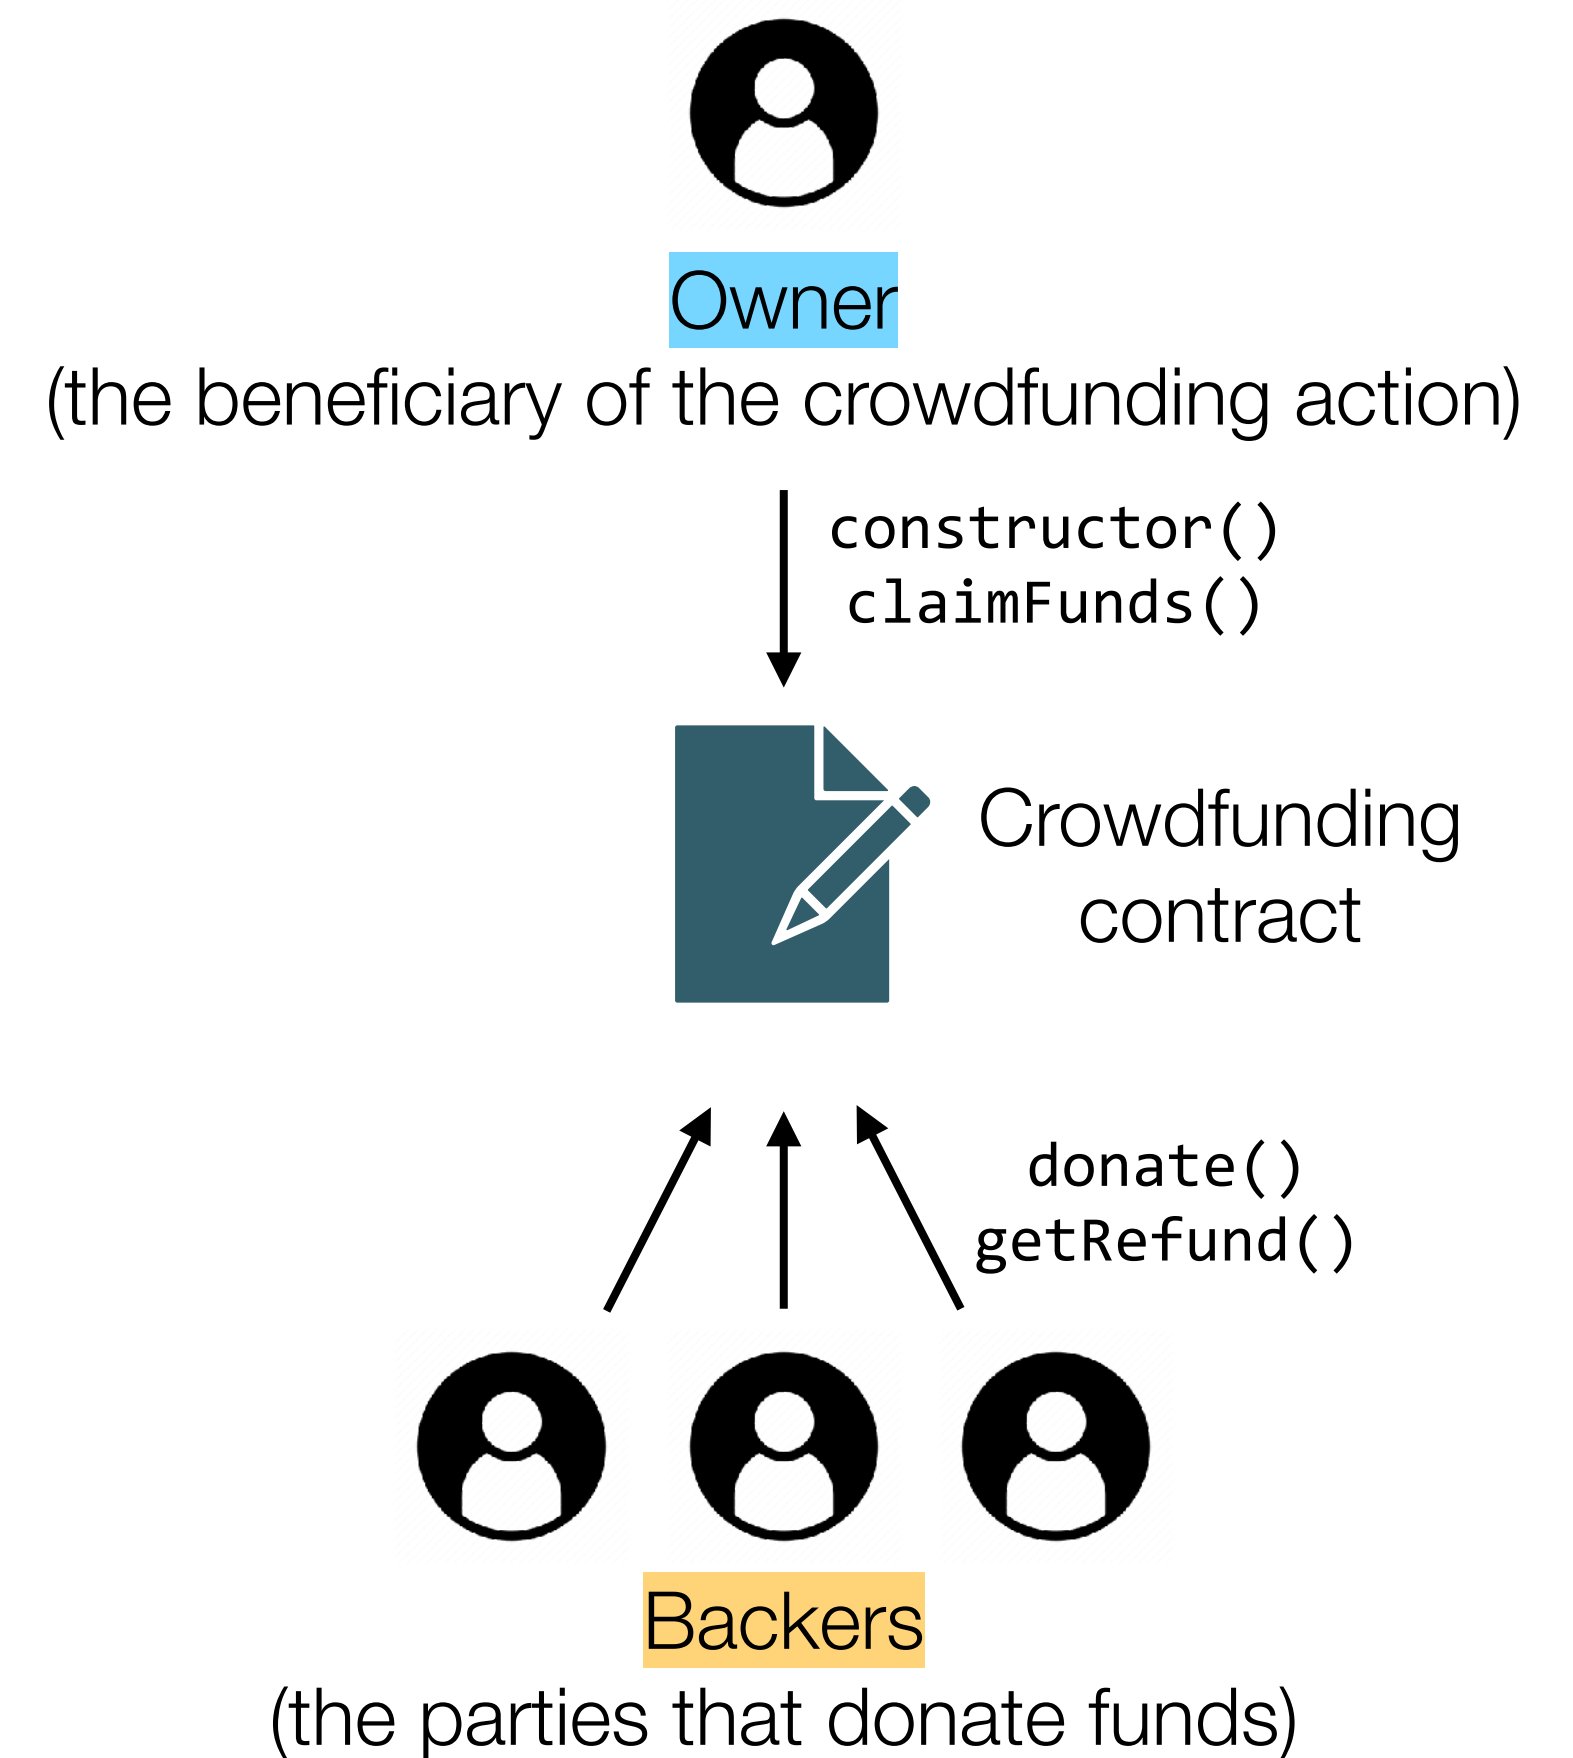 Owner
(the beneficiary of the crowdfunding action)
constructor()
claimFunds()
Crowdfunding
contract
donate()
getRefund()
Backers
(the parties that donate funds)